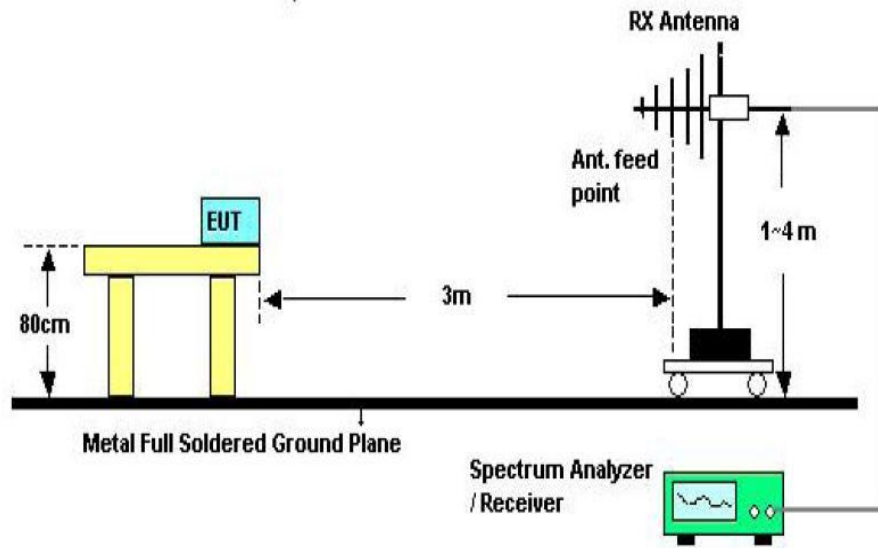 RX Antenna
Ant. feed
point
EUT
1~4 m
3m
80cm
Metal Full Soldered Ground Plane
Spectrum Analyzer
/ Receiver